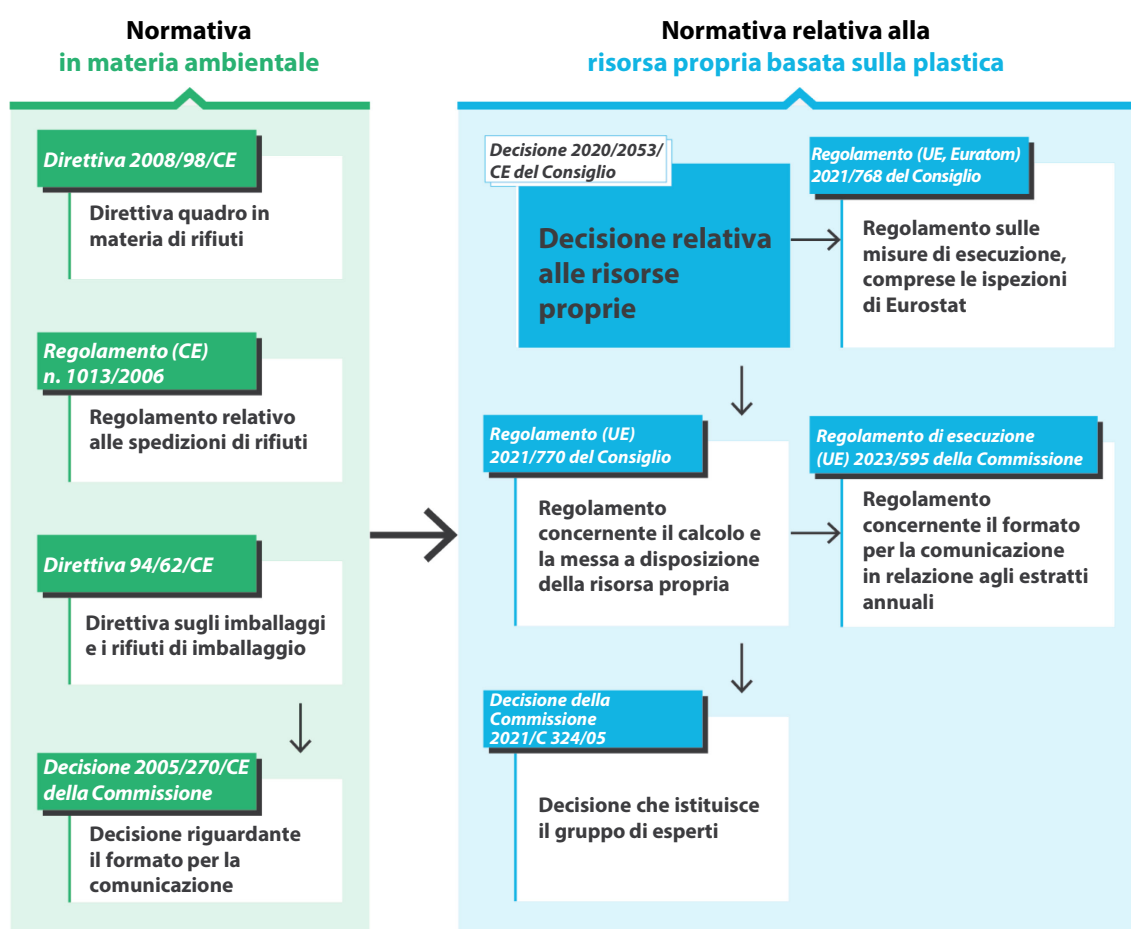 Normativa
in materia ambientale
Direttiva 2008/98/CE
Direttiva quadro in
materia di rifiuti
Regolamento (CE)
n. 1013/2006
Regolamento relativo
alle spedizioni di rifiuti
Direttiva 94/62/CE
Direttiva sugli imballaggi
e i rifiuti di imballaggio
Decisione 2005/270/CE
della Commissione
Decisione riguardante
il formato per la
comunicazione
Normativa relativa alla
risorsa propria basata sulla plastica
Decisione 2020/2053/
CE del Consiglio
Decisione relativa
alle risorse
proprie
Regolamento (UE, Euratom)
2021/768 del Consiglio
Regolamento sulle
misure di esecuzione,
comprese le ispezioni
di Eurostat
Regolamento (UE)
2021/770 del Consiglio
Regolamento
concernente il calcolo e
la messa a disposizione
della risorsa propria
Regolamento di esecuzione
(UE) 2023/595 della Commissione
Regolamento
concernente il formato
per la comunicazione
in relazione agli estratti
annuali
Decisione della
Commissione
2021/C 324/05
Decisione che istituisce
il gruppo di esperti